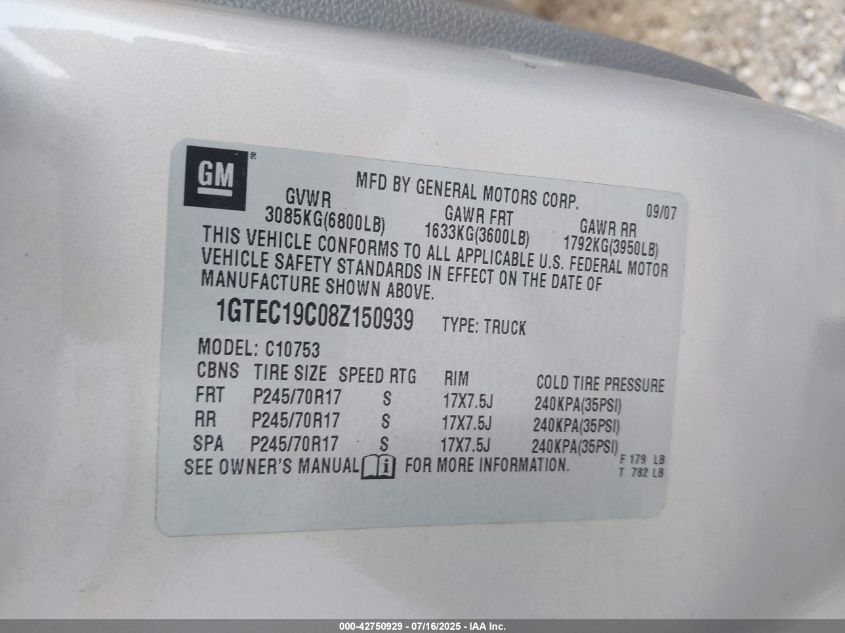 GM®
MFD BY GENERAL MOTORS CORP. 09/07
GVWR GAWR FRT GAWR RR
3085KG(6800LB) 1633KG(3600LB) 1792KG(3950LB)
THIS VEHICLE CONFORMS TO ALL APPLICABLE U.S. FEDERAL MOTOR
VEHICLE SAFETY STANDARDS IN EFFECT ON THE DATE OF
MANUFACTURE SHOWN ABOVE.
1GTEC19C08Z150939 TYPE: TRUCK
MODEL: C10753
CBNS TIRE SIZE SPEED RTG RIM COLD TIRE PRESSURE
FRT P245/70R17 S 17X7.5J 240KPA(35PSI)
RR P245/70R17 S 17X7.5J 240KPA(35PSI)
SPA P245/70R17 S 17X7.5J 240KPA(35PSI)
SEE OWNER'S MANUAL i FOR MORE INFORMATION.
F 179 LB
T 782 LB
000-42750929 - 07/16/2025 - IAA Inc.